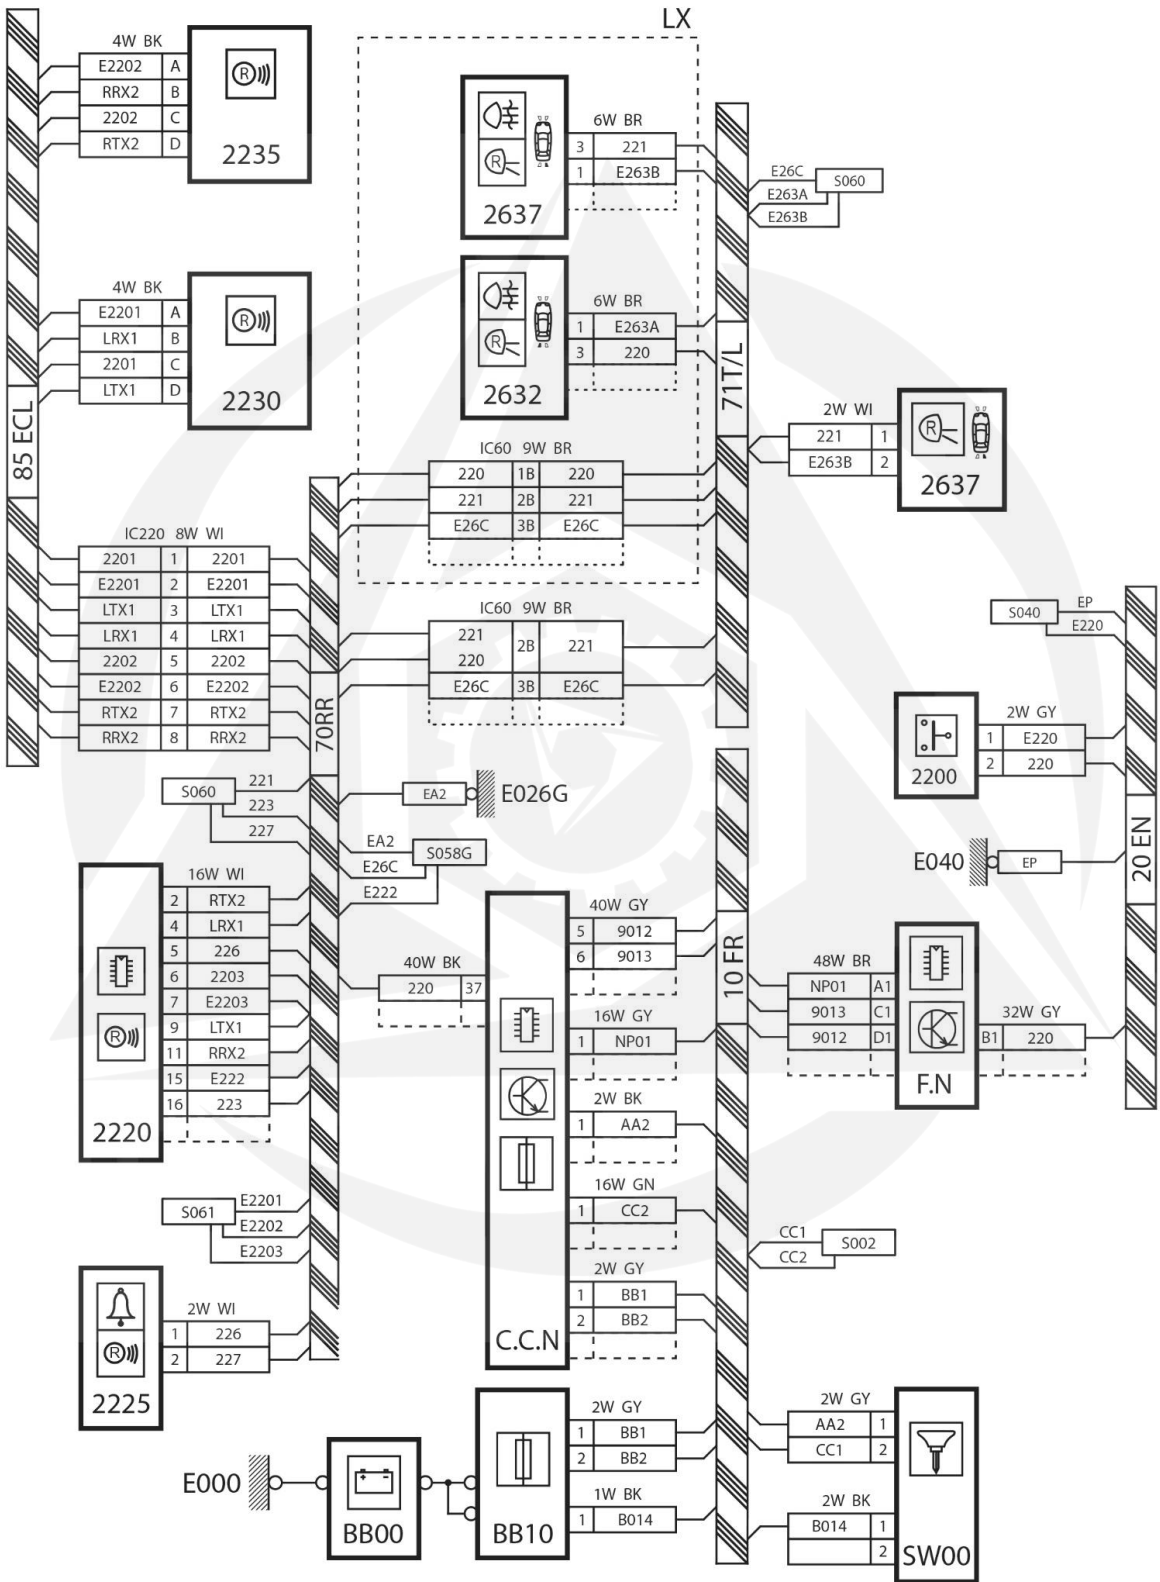 LX
4W BK
E2202 A
RRX2 B
2202 C
RTX2 D
2235
4W BK
E2201 A
LRX1 B
2201 C
LTX1 D
2230
85 ECL
2637
6W BR
3 221
1 E263B
2632
6W BR
1 E263A
3 220
71T/L
E26C
E263A
E263B
S060
2W WI
221 1
E263B 2
2637
IC60 9W BR
220 1B 220
221 2B 221
E26C 3B E26C
IC220 8W WI
2201 1 2201
E2201 2 E2201
LTX1 3 LTX1
LRX1 4 LRX1
2202 5 2202
E2202 6 E2202
RTX2 7 RTX2
RRX2 8 RRX2
70RR
IC60 9W BR
221
220
2B 221
E26C 3B E26C
S040
EP
E220
2200
2W GY
1 E220
2 220
20 EN
E040
EP
S060
221
223
227
EA2
E026G
EA2
E26C
E222
S058G
16W WI
2 RTX2
4 LRX1
5 226
6 2203
7 E2203
9 LTX1
11 RRX2
15 E222
16 223
2220
40W BK
220 37
C.C.N
40W GY
5 9012
6 9013
16W GY
1 NP01
2W BK
1 AA2
16W GN
1 CC2
2W GY
1 BB1
2 BB2
10 FR
48W BR
NP01 A1
9013 C1
9012 D1
F.N
32W GY
B1 220
S061
E2201
E2202
E2203
CC1
CC2
S002
2W WI
1 226
2 227
2225
E000
BB00
BB10
2W GY
1 BB1
2 BB2
1W BK
1 B014
2W GY
AA2 1
CC1 2
2W BK
B014 1
2
SW00